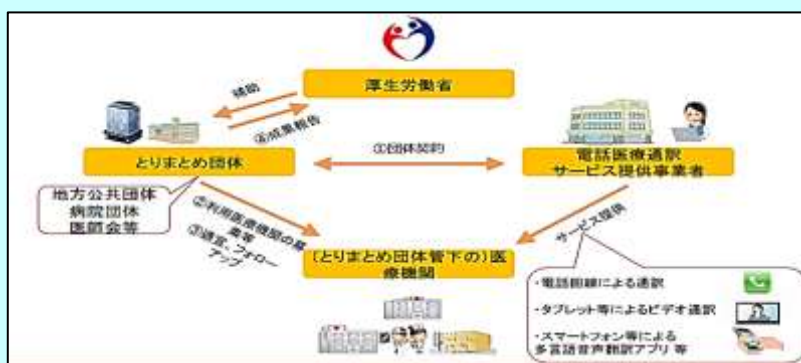 厚生労働省
補助
④成果報告
とりまとめ団体
①団体契約
電話医療通訳
サービス提供事業者
地方公共団体
病院団体
医師会等
②利用医療機関の募
集等
③適宜、フォロー
アップ
サービス提供
(とりまとめ団体管下の)医
療機関
・電話回線による通訳
・タブレット等によるビデオ通訳
・スマートフォン等による
多言語音声翻訳アプリ 等